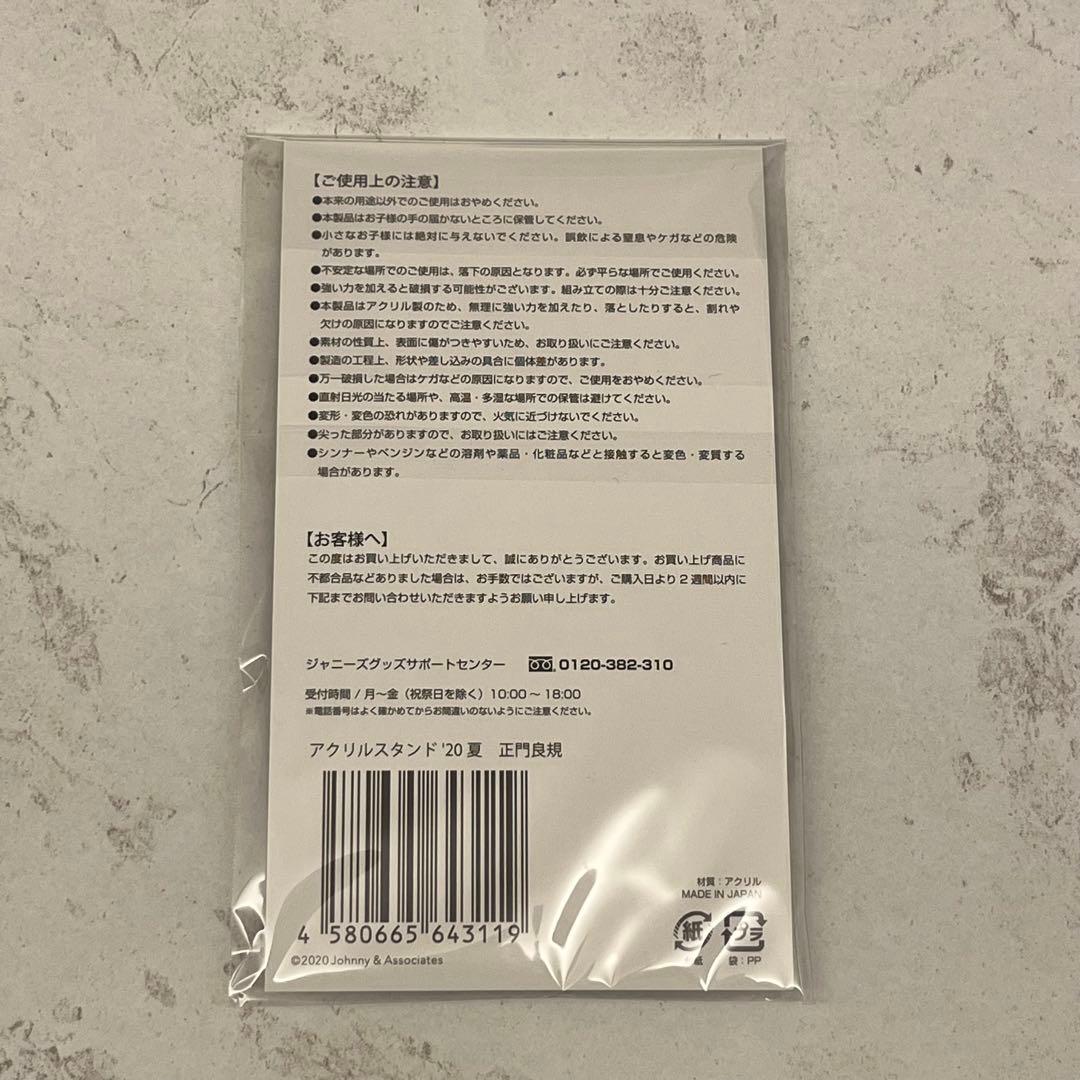 【ご使用上の注意】
●本来の用途以外でのご使用はおやめください。
●本製品はお子様の手の届かないところに保管してください。
●小さなお子様には絶対に与えないでください。誤飲による窒息やケガなどの危険
があります。
●不安定な場所でのご使用は、落下の原因となります。必ず平らな場所でご使用ください。
●強い力を加えると破損する可能性がございます。組み立ての際は十分ご注意ください。
●本製品はアクリル製のため、無理に強い力を加えたり、落としたりすると、割れや
欠けの原因になりますのでご注意ください。
●素材の性質上、表面に傷がつきやすいため、お取り扱いにご注意ください。
●製造の工程上、形状や差し込みの具合に個体差があります。
●万一破損した場合はケガなどの原因になりますので、ご使用をおやめください。
●直射日光の当たる場所や、高温・多湿な場所での保管は避けてください。
●変形・変色の恐れがありますので、火気に近づけないでください。
●尖った部分がありますので、お取り扱いにはご注意ください。
●シンナーやベンジンなどの溶剤や薬品・化粧品などと接触すると変色・変質する
場合があります。
【お客様へ】
この度はお買い上げいただきまして、誠にありがとうございます。お買い上げ商品に
不都合品などありました場合は、お手数ではございますが、ご購入日より2週間以内に
下記までお問い合わせいただきますようお願い申し上げます。
ジャニーズグッズサポートセンター 0120-382-310
受付時間/月〜金（祝祭日を除く）10:00〜18:00
※電話番号はよく確かめてからお間違いのないようにご注意ください。
アクリルスタンド'20夏 正門良規
4 580665 643119
©2020 Johnny & Associates
材質：アクリル
MADE IN JAPAN
紙 プラ
紙 袋：PP